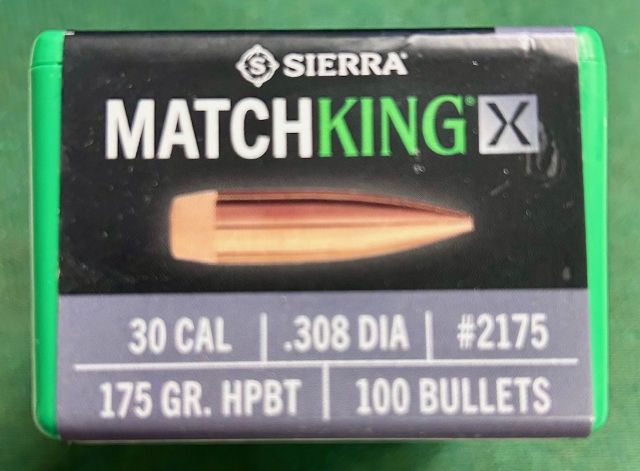 SIERRA®
MATCHKING® X
30 CAL | .308 DIA | #2175
175 GR. HPBT | 100 BULLETS